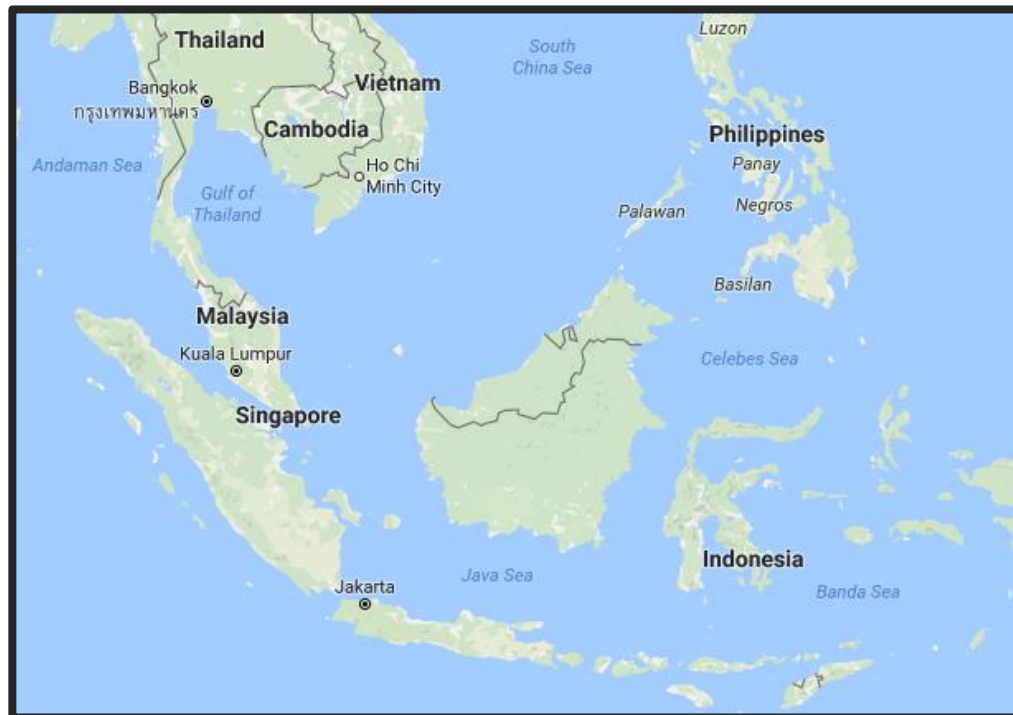 Luzon
Thailand
South
China Sea
Vietnam
Bangkok
กรุงเทพมหานคร
Cambodia
Philippines
Andaman Sea
Ho Chi
Minh City
Panay
Gulf of
Thailand
Palawan
Negros
Basilan
Malaysia
Kuala Lumpur
Celebes Sea
Singapore
Indonesia
Java Sea
Jakarta
Banda Sea